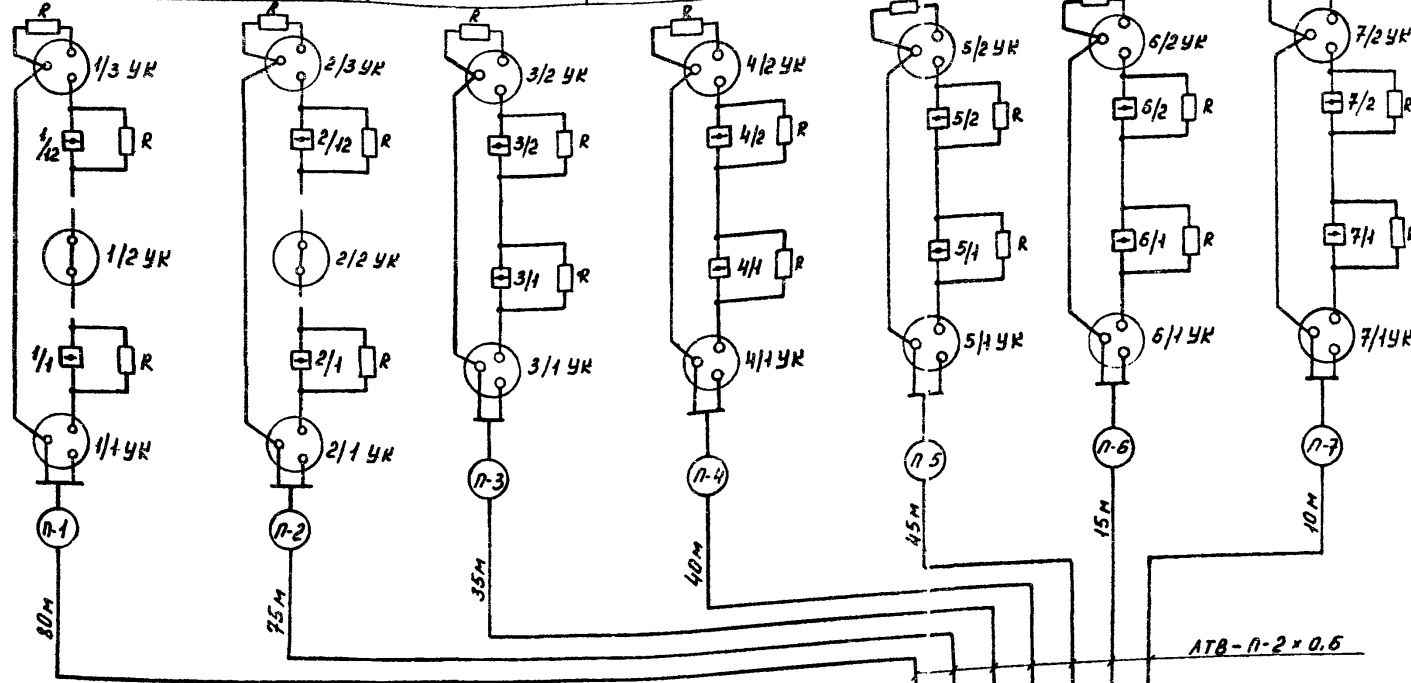 R R R R
1/3 УК 2/3 УК 3/2 УК 4/2 УК 5/2 УК 6/2 УК 7/2 УК
1/12 R 2/12 R 3/2 R 4/2 R 5/2 R 6/2 R 7/2 R
1/2 УК 2/2 УК 3/1 R 4/1 R 5/1 R 6/1 R 7/1 R
1/1 R 2/1 R 3/1 УК 4/1 УК 5/1 УК 6/1 УК 7/1 УК
1/1 УК 2/1 УК
П-1 П-2 П-3 П-4 П-5 П-6 П-7
80м 75м 35м 40м 45м 15м 10м
АТВ-П-2×0.6